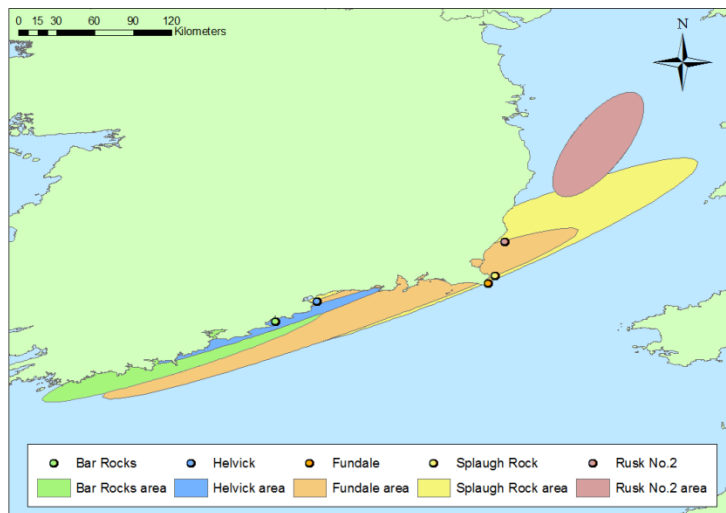 0 15 30 60 90 120
Kilometers
N
Bar Rocks Helvick Fundale Splaugh Rock Rusk No.2
Bar Rocks area Helvick area Fundale area Splaugh Rock area Rusk No.2 area